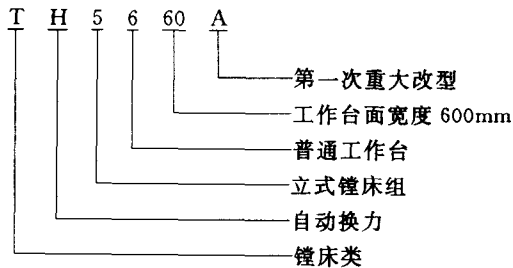 T H 5 6 60 A
第一次重大改型
工作台面宽度 600mm
普通工作台
立式镗床组
自动换力
镗床类